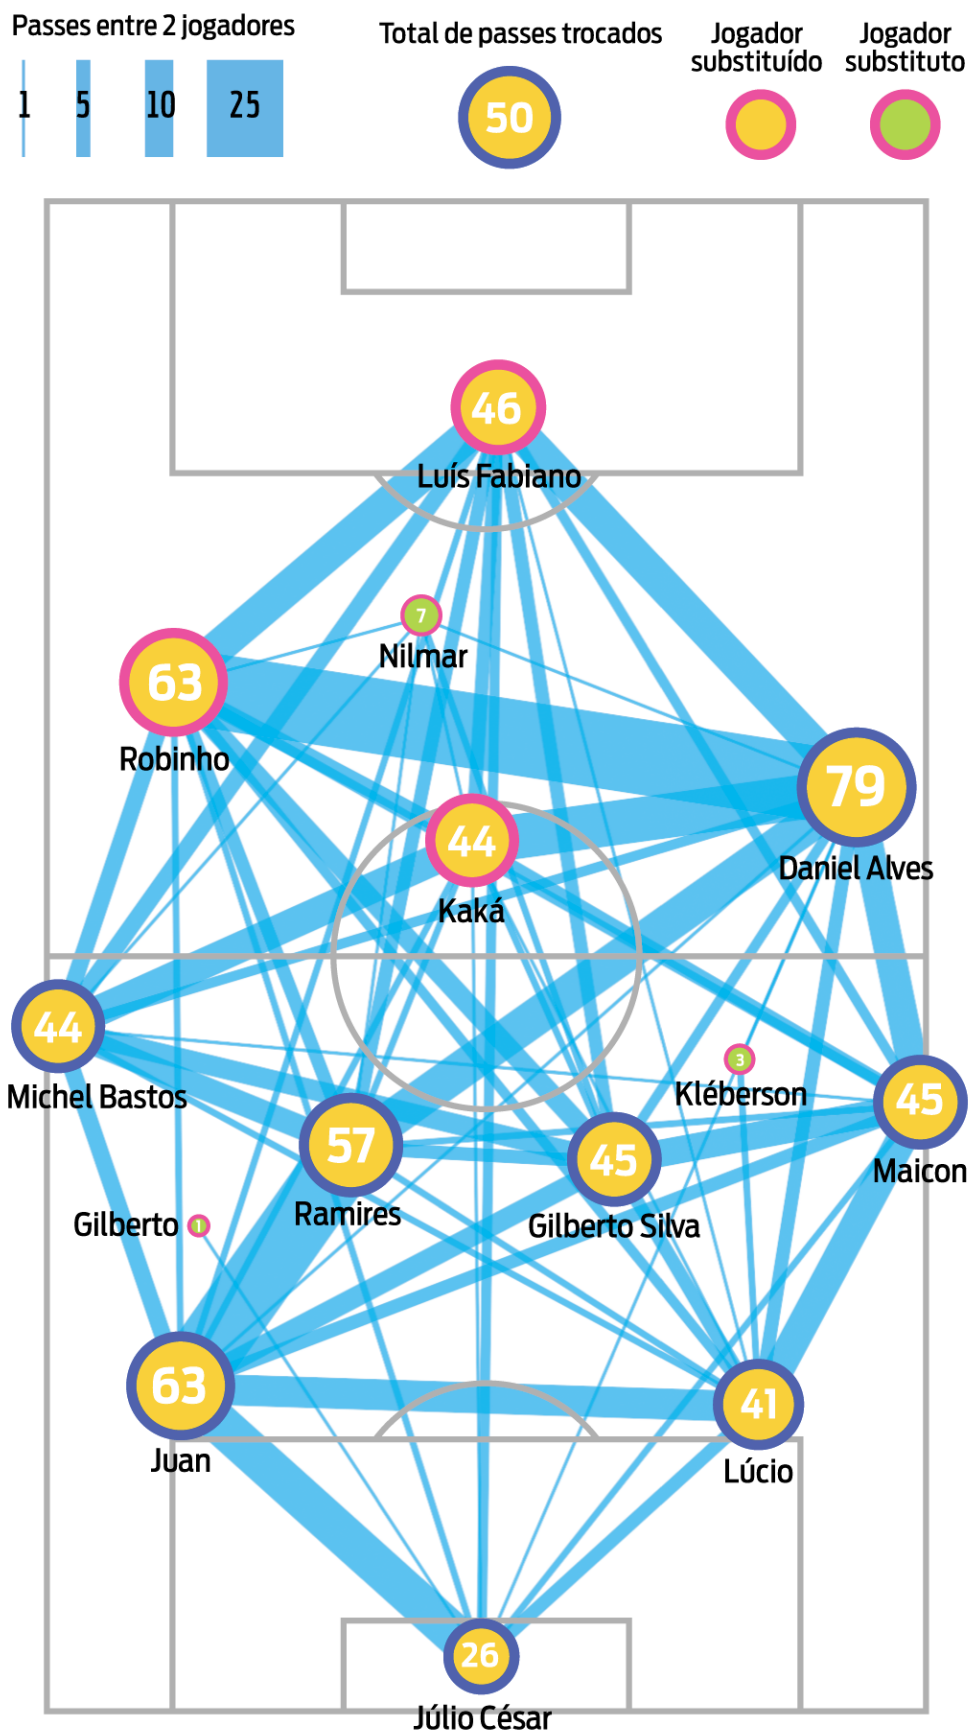 Passes entre 2 jogadores
1 5 10 25
Total de passes trocados
50
Jogador
substituído
Jogador
substituto
46
Luís Fabiano
7
Nilmar
63
Robinho
79
Daniel Alves
44
Kaká
44
Michel Bastos
3
Kléberson
45
Maicon
57
Ramires
45
Gilberto Silva
Gilberto 1
63
Juan
41
Lúcio
26
Júlio César